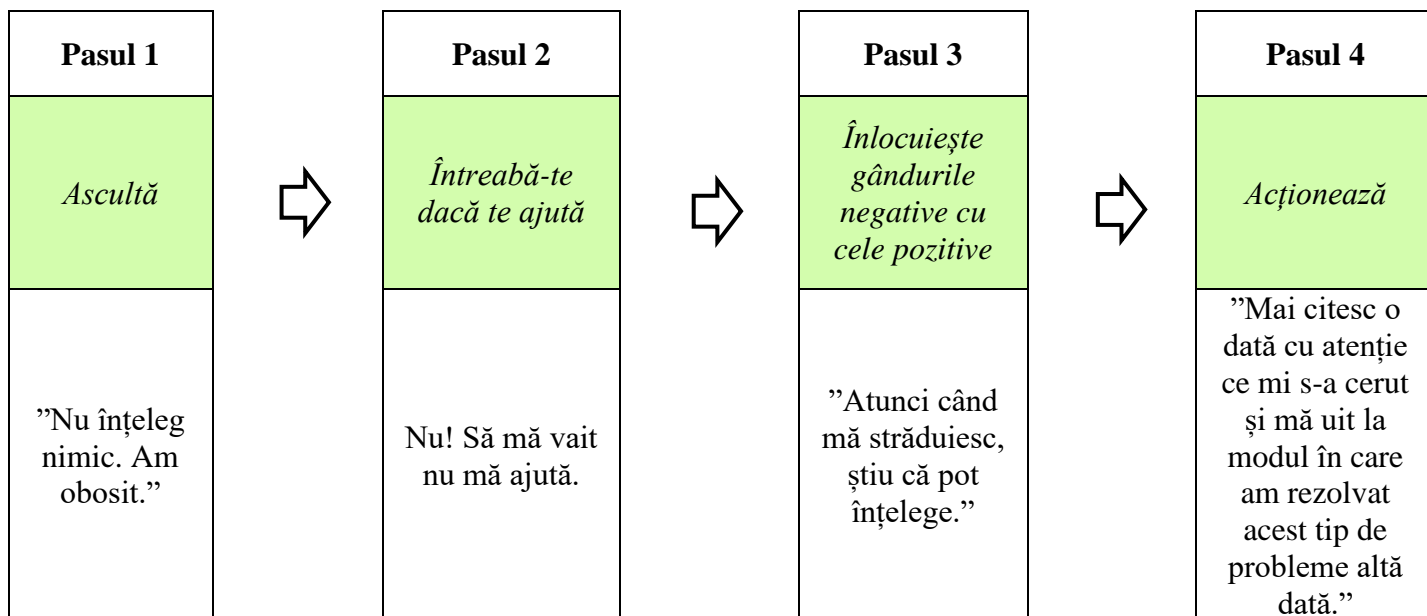 Pasul 1
Ascultă
”Nu înțeleg
nimic. Am
obosit.”
Pasul 2
Întreabă-te
dacă te ajută
Nu! Să mă vait
nu mă ajută.
Pasul 3
Înlocuiește
gândurile
negative cu
cele pozitive
”Atunci când
mă străduiesc,
știu că pot
înțelege.”
Pasul 4
Acționează
”Mai citesc o
dată cu atenție
ce mi s-a cerut
și mă uit la
modul în care
am rezolvat
acest tip de
probleme altă
dată.”